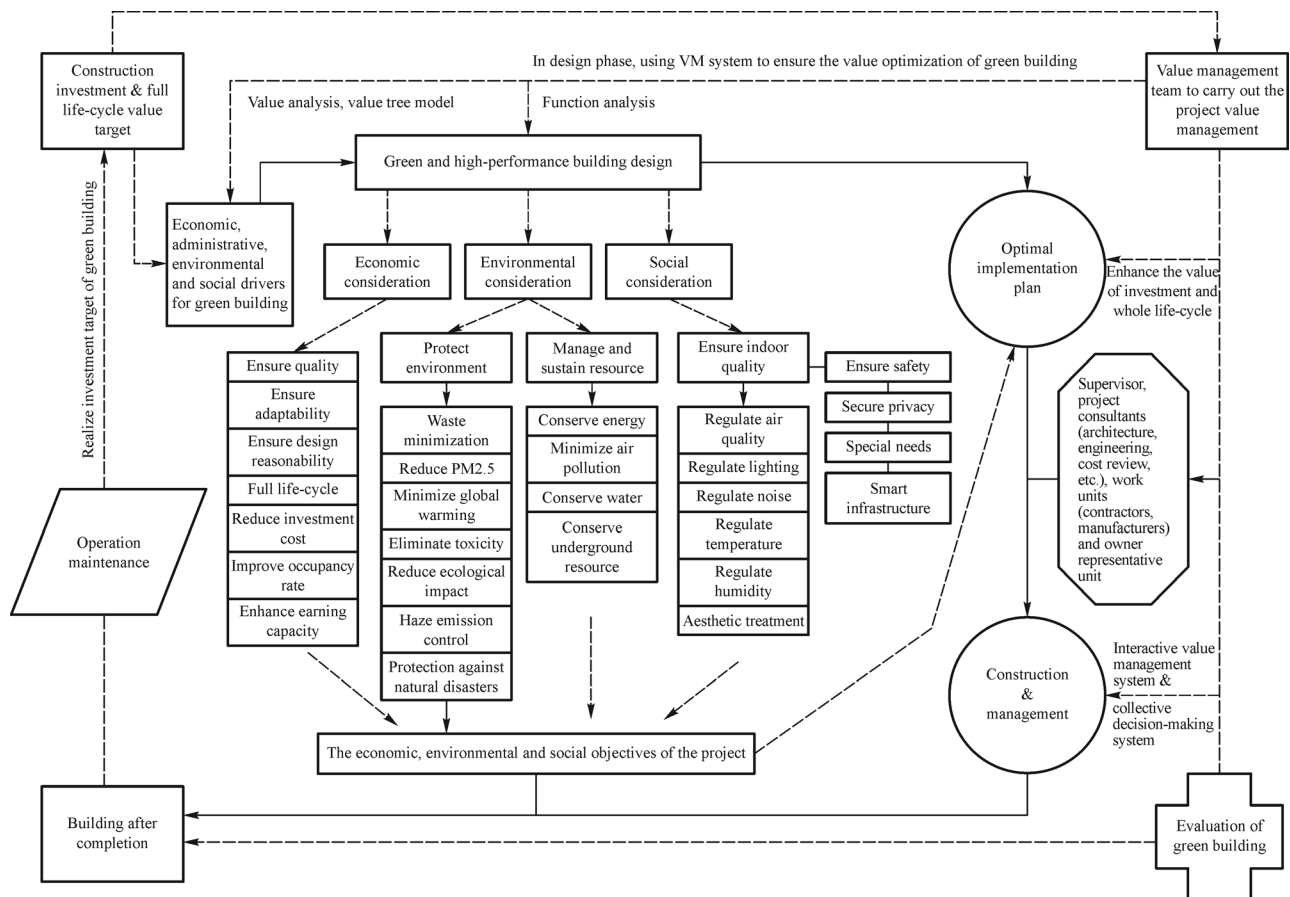 Construction
investment & full
life-cycle value
target
In design phase, using VM system to ensure the value optimization of green building
Value management
team to carry out the
project value
management
Value analysis, value tree model
Function analysis
Green and high-performance building design
Realize investment target of green building
Economic,
administrative,
environmental
and social drivers
for green building
Economic
consideration
Environmental
consideration
Social
consideration
Optimal
implementation
plan
Enhance the value
of investment and
whole life-cycle
Ensure quality
Ensure
adaptability
Ensure design
reasonability
Full life-cycle
Reduce investment
cost
Improve occupancy
rate
Enhance earning
capacity
Protect
environment
Waste
minimization
Reduce PM2.5
Minimize global
warming
Eliminate toxicity
Reduce ecological
impact
Haze emission
control
Protection against
natural disasters
Manage and
sustain resource
Conserve energy
Minimize air
pollution
Conserve water
Conserve
underground
resource
Ensure indoor
quality
Regulate air
quality
Regulate lighting
Regulate noise
Regulate
temperature
Regulate
humidity
Aesthetic treatment
Ensure safety
Secure privacy
Special needs
Smart
infrastructure
Supervisor,
project
consultants
(architecture,
engineering,
cost review,
etc.), work
units
(contractors,
manufacturers)
and owner
representative
unit
Operation
maintenance
Construction
&
management
Interactive value
management
system &
collective
decision-making
system
The economic, environmental and social objectives of the project
Building after
completion
Evaluation of
green building